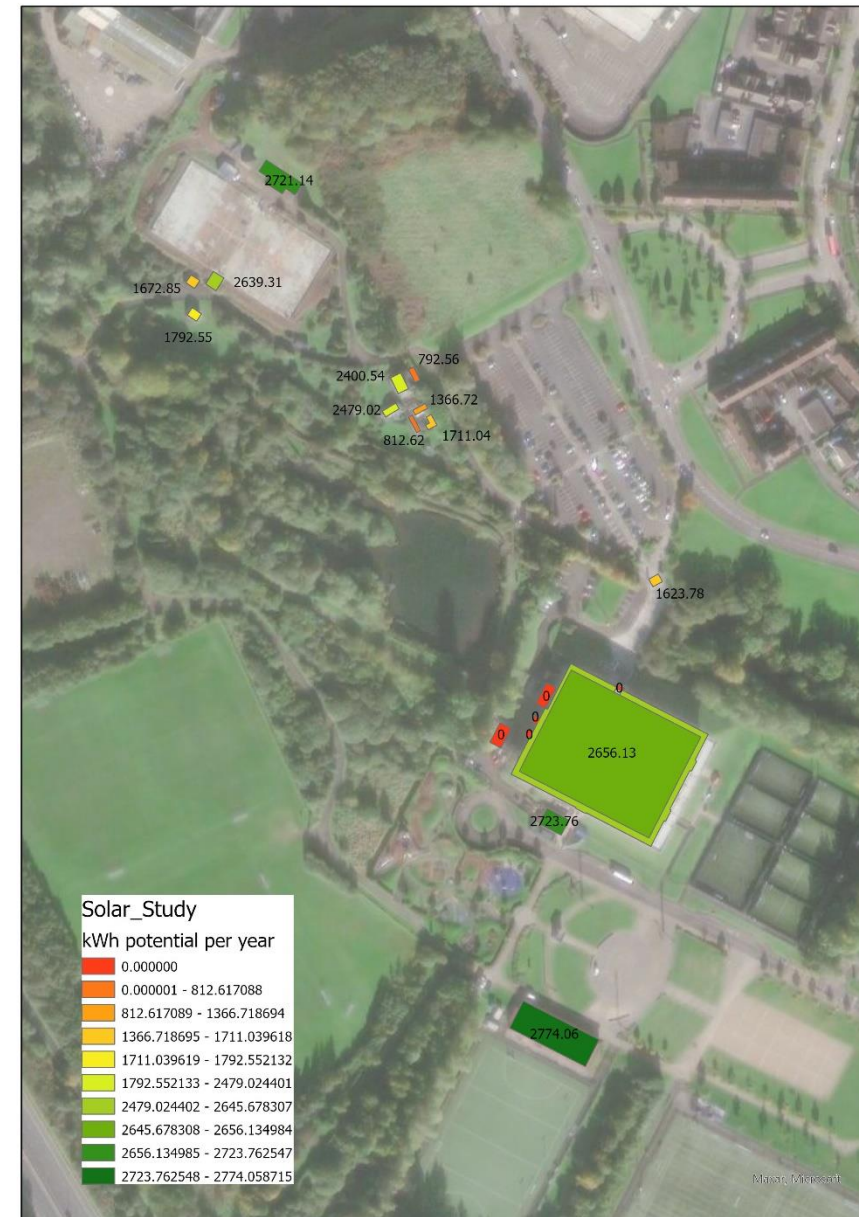 2721.14
1672.85
2639.31
1792.55
792.56
2400.54
1366.72
2479.02
812.62
1711.04
1623.78
0
0
0
0
0
2656.13
2723.76
2774.06
Solar_Study
kWh potential per year
0.000000
0.000001 - 812.617088
812.617089 - 1366.718694
1366.718695 - 1711.039618
1711.039619 - 1792.552132
1792.552133 - 2479.024401
2479.024402 - 2645.678307
2645.678308 - 2656.134984
2656.134985 - 2723.762547
2723.762548 - 2774.058715
Maxar, Microsoft